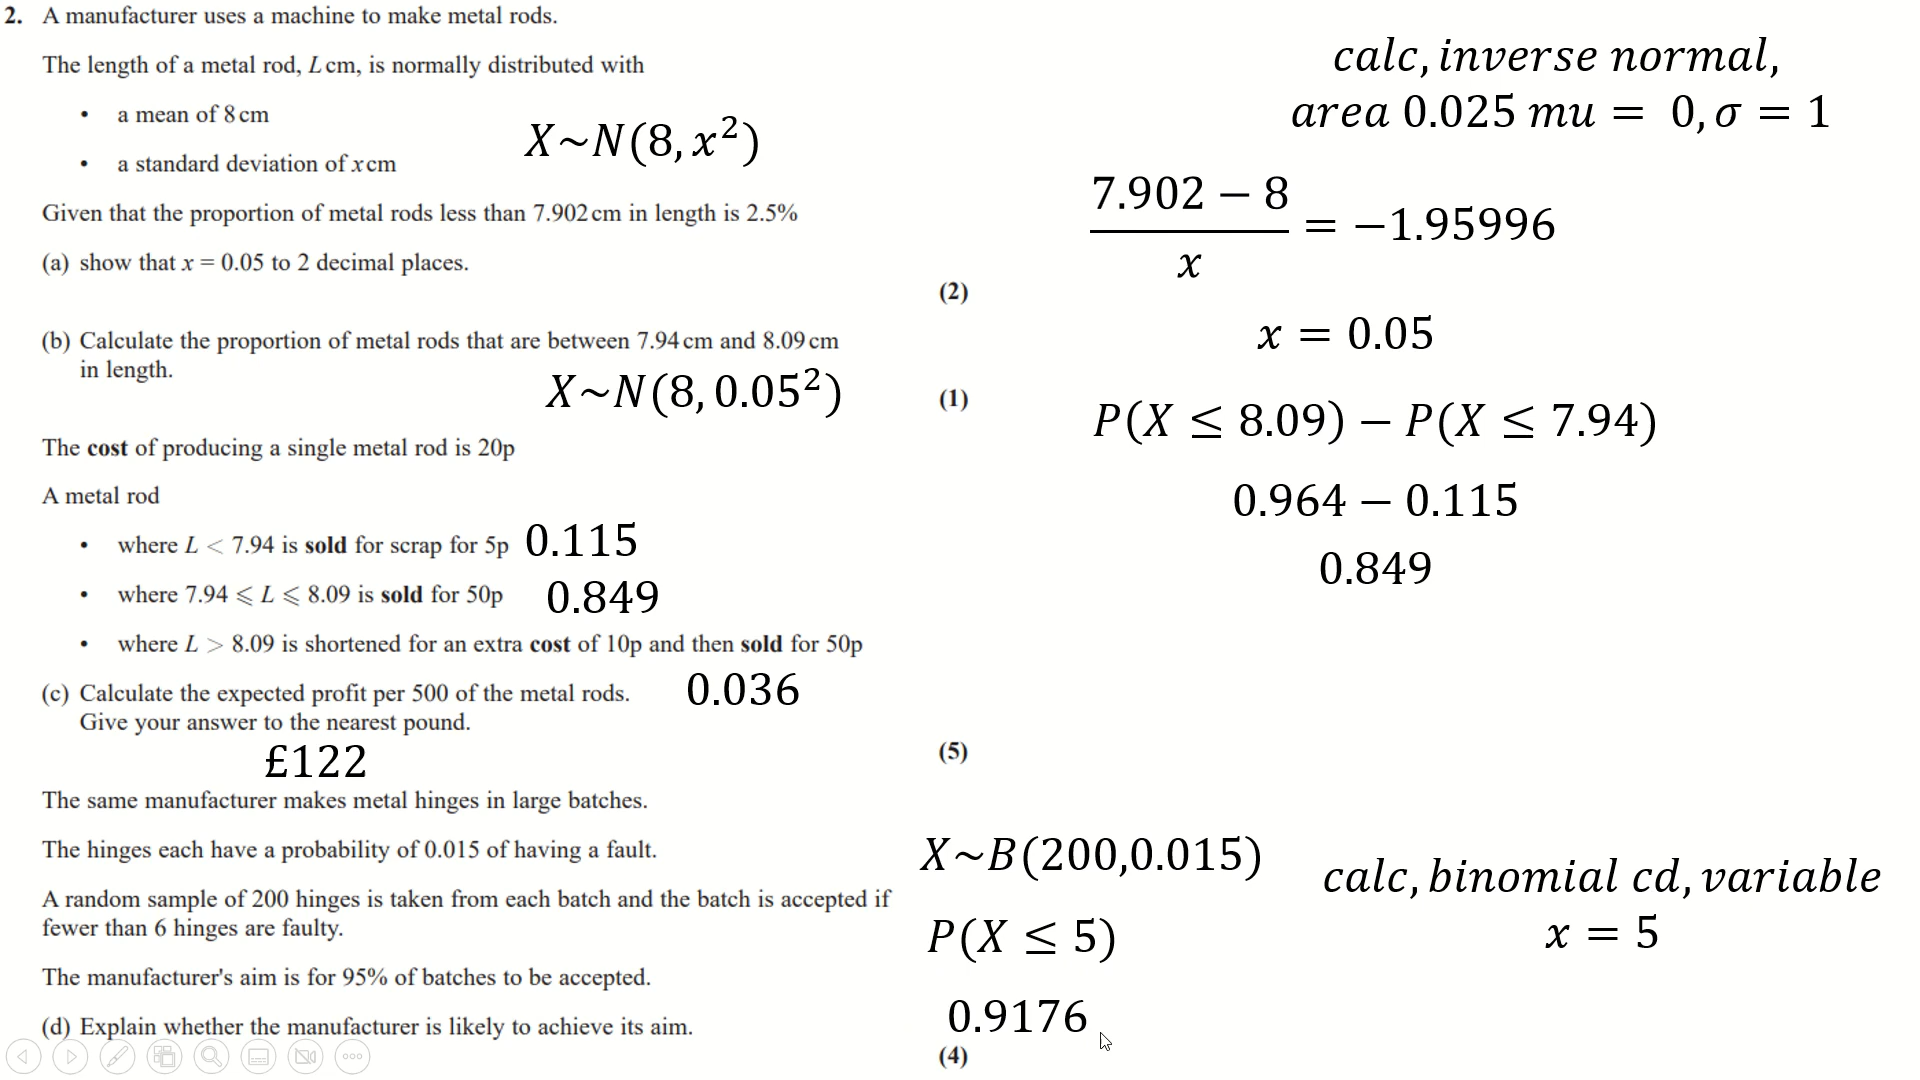 2. A manufacturer uses a machine to make metal rods.
The length of a metal rod, L cm, is normally distributed with
• a mean of 8 cm
• a standard deviation of x cm
X~N(8, x²)
Given that the proportion of metal rods less than 7.902 cm in length is 2.5%
(a) show that x = 0.05 to 2 decimal places.
(2)
(b) Calculate the proportion of metal rods that are between 7.94 cm and 8.09 cm
in length.
X~N(8, 0.05²)
(1)
The cost of producing a single metal rod is 20p
A metal rod
• where L < 7.94 is sold for scrap for 5p 0.115
• where 7.94 ⩽ L ⩽ 8.09 is sold for 50p 0.849
• where L > 8.09 is shortened for an extra cost of 10p and then sold for 50p
(c) Calculate the expected profit per 500 of the metal rods. 0.036
Give your answer to the nearest pound.
£122
(5)
The same manufacturer makes metal hinges in large batches.
The hinges each have a probability of 0.015 of having a fault.
A random sample of 200 hinges is taken from each batch and the batch is accepted if
fewer than 6 hinges are faulty.
The manufacturer's aim is for 95% of batches to be accepted.
(d) Explain whether the manufacturer is likely to achieve its aim.
(4)
calc, inverse normal,
area 0.025 mu = 0, σ = 1
7.902 − 8
x
= −1.95996
x = 0.05
P(X ≤ 8.09) − P(X ≤ 7.94)
0.964 − 0.115
0.849
X~B(200,0.015)
P(X ≤ 5)
0.9176
calc, binomial cd, variable
x = 5